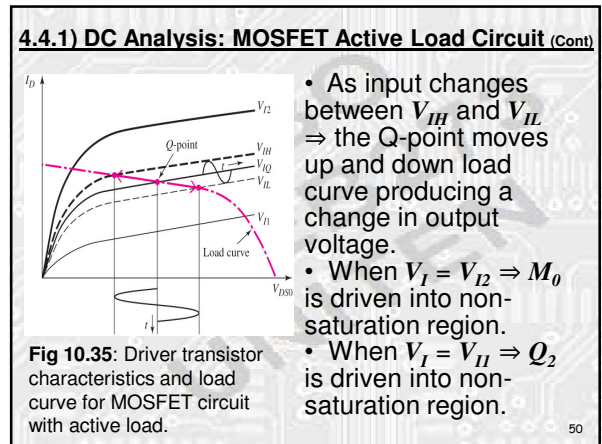 4.4.1) DC Analysis: MOSFET Active Load Circuit (Cont)
I_D
V_I2
Q-point
V_IH
t
V_IQ
V_IL
V_I1
Load curve
V_DS0
t
Fig 10.35: Driver transistor
characteristics and load
curve for MOSFET circuit
with active load.
• As input changes
between V_IH and V_IL
⇒ the Q-point moves
up and down load
curve producing a
change in output
voltage.
• When V_I = V_I2 ⇒ M_0
is driven into non-
saturation region.
• When V_I = V_I1 ⇒ Q_2
is driven into non-
saturation region.
50